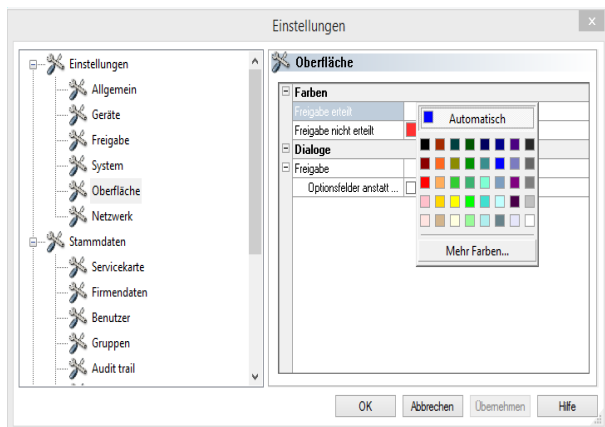 Einstellungen
x
Einstellungen
Allgemein
Geräte
Freigabe
System
Oberfläche
Netzwerk
Stammdaten
Servicekarte
Firmendaten
Benutzer
Gruppen
Audit trail
Oberfläche
Farben
Freigabe erteilt
Freigabe nicht erteilt
Dialoge
Freigabe
Optionsfelder anstatt ...
Automatisch
Mehr Farben...
OK
Abbrechen
Übernehmen
Hilfe